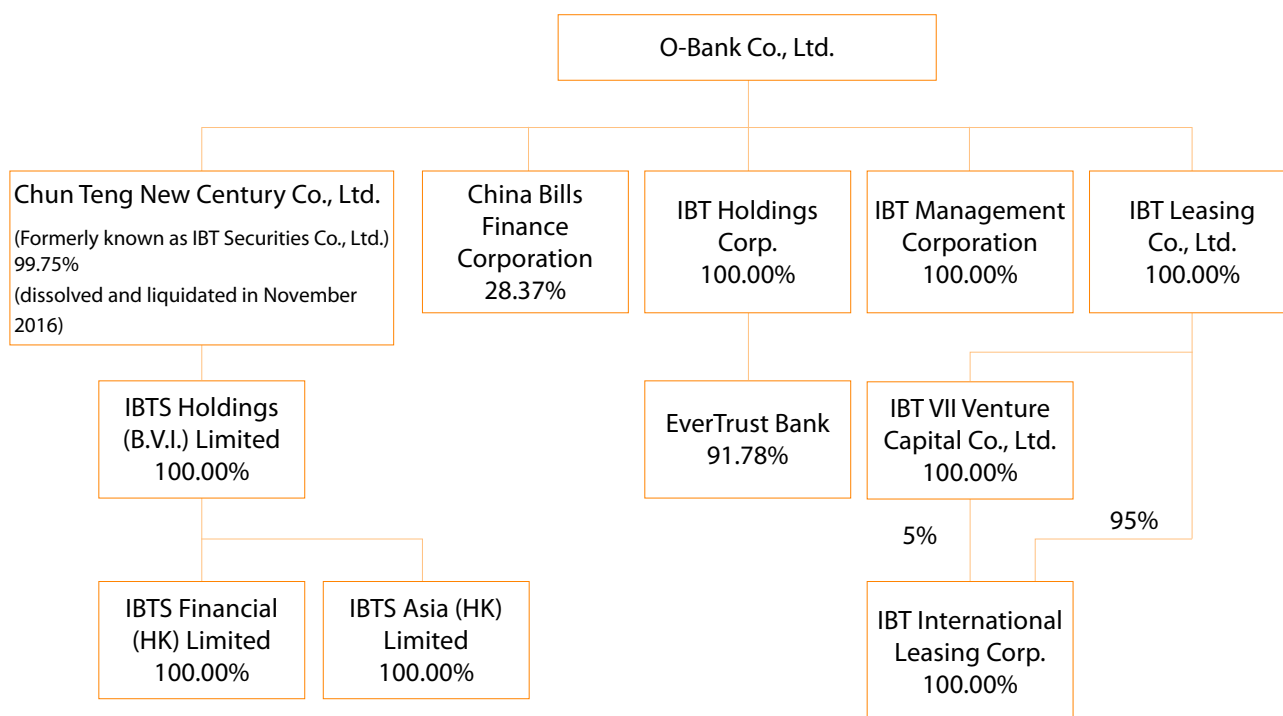 O-Bank Co., Ltd.
Chun Teng New Century Co., Ltd.
(Formerly known as IBT Securities Co., Ltd.)
99.75%
(dissolved and liquidated in November
2016)
China Bills
Finance
Corporation
28.37%
IBT Holdings
Corp.
100.00%
IBT Management
Corporation
100.00%
IBT Leasing
Co., Ltd.
100.00%
IBTS Holdings
(B.V.I.) Limited
100.00%
EverTrust Bank
91.78%
IBT VII Venture
Capital Co., Ltd.
100.00%
5%
95%
IBTS Financial
(HK) Limited
100.00%
IBTS Asia (HK)
Limited
100.00%
IBT International
Leasing Corp.
100.00%